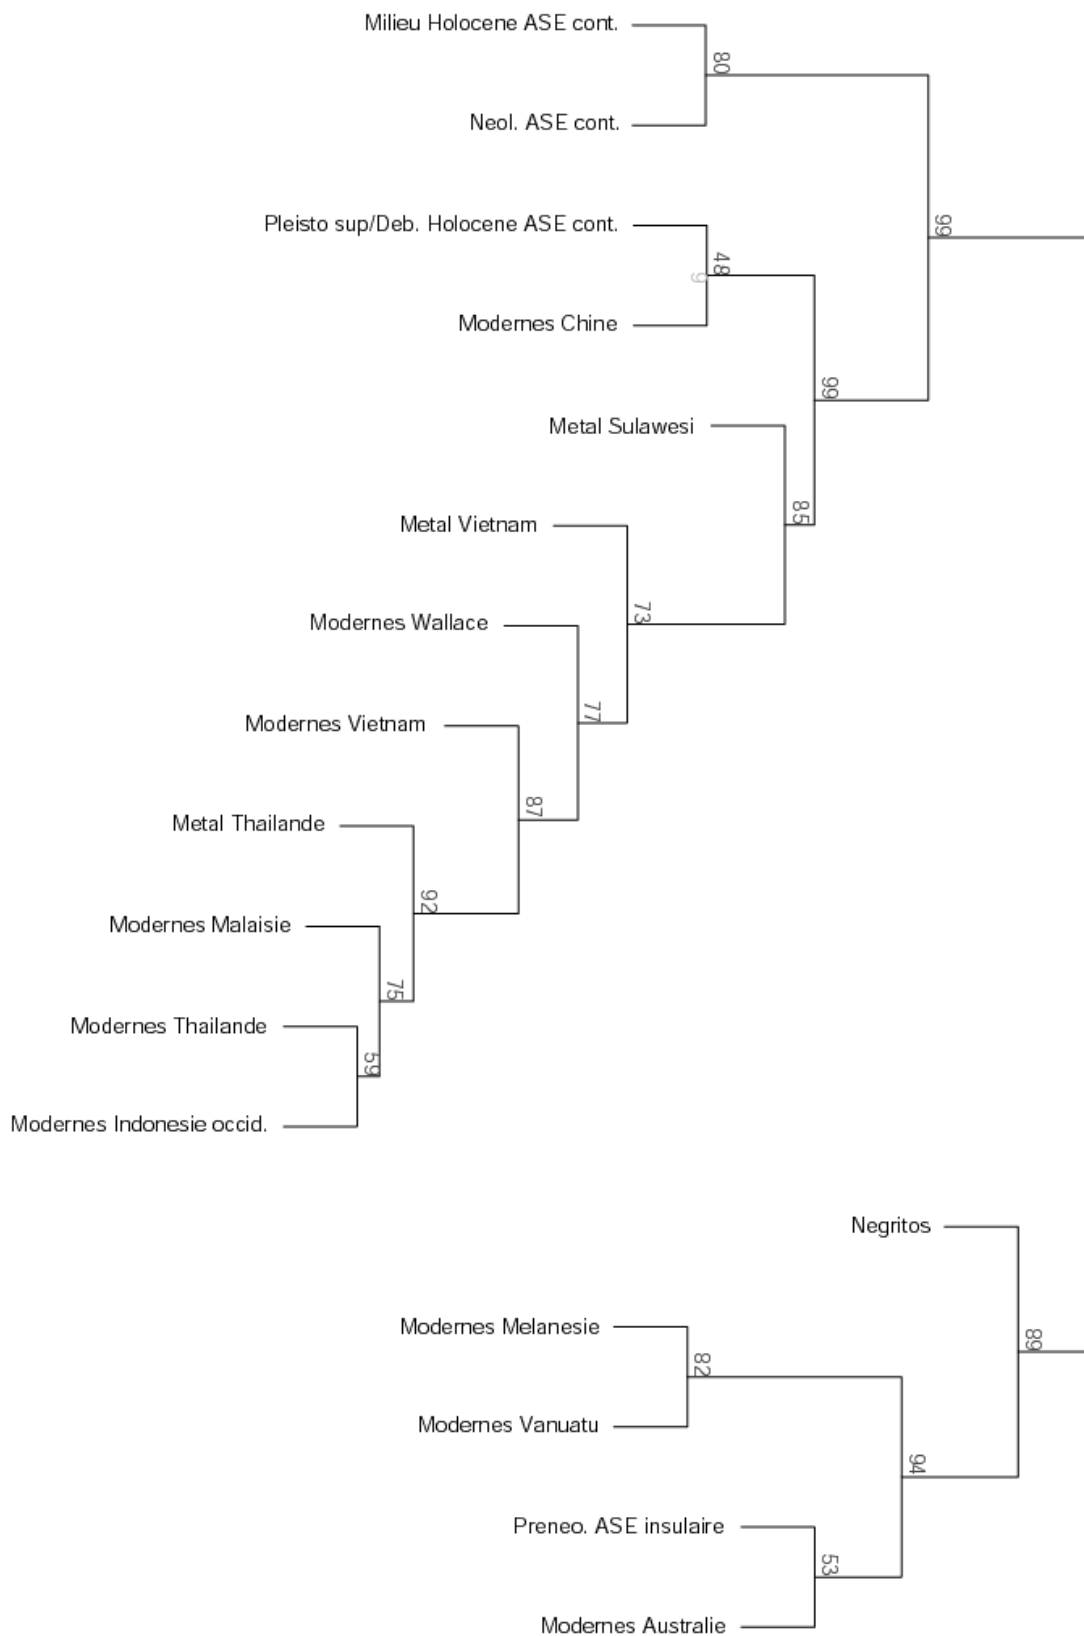 Milieu Holocene ASE cont.
80
Neol. ASE cont.
99
Pleisto sup/Deb. Holocene ASE cont.
48
9
Modernes Chine
99
Metal Sulawesi
85
Metal Vietnam
73
Modernes Wallace
77
Modernes Vietnam
87
Metal Thailande
92
Modernes Malaisie
75
Modernes Thailande
59
Modernes Indonesie occid.
Negritos
89
Modernes Melanesie
82
Modernes Vanuatu
94
Preneo. ASE insulaire
53
Modernes Australie